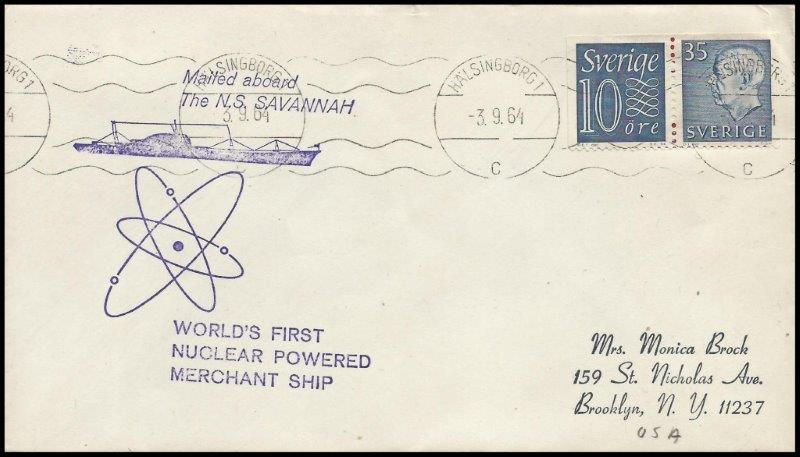 Mailed aboard
The N.S. SAVANNAH
HÄLSINGBORG 1
3.9.64
HÄLSINGBORG 1
-3.9.64
C
C
Sverige
10 öre
35
SVERIGE
WORLD'S FIRST
NUCLEAR POWERED
MERCHANT SHIP
Mrs. Monica Brock
159 St. Nicholas Ave.
Brooklyn, N. Y. 11237
USA